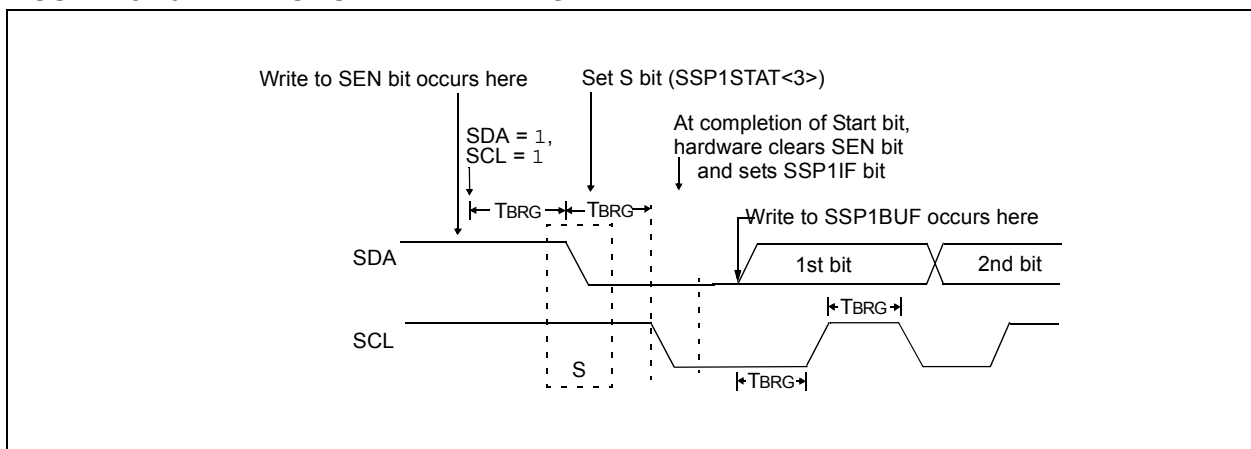 Write to SEN bit occurs here
Set S bit (SSP1STAT<3>)
SDA = 1,
SCL = 1
At completion of Start bit,
hardware clears SEN bit
and sets SSP1IF bit
TBRG
TBRG
Write to SSP1BUF occurs here
SDA
1st bit
2nd bit
TBRG
SCL
S
TBRG